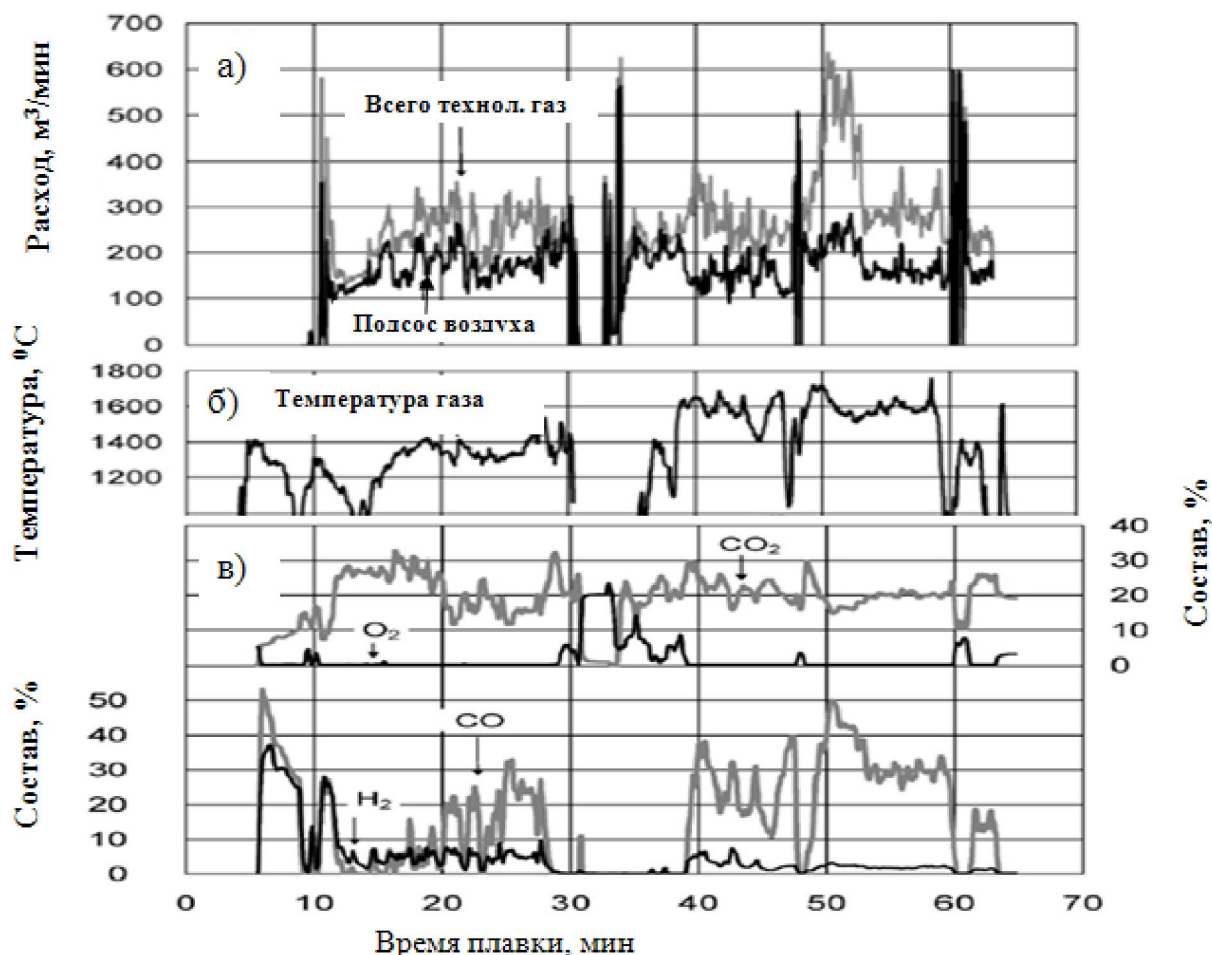 700
а)
600
Всего технол. газ
500
400
300
200
100
Подсос воздуха
0
Расход, м³/мин
1800
б) Температура газа
1600
1400
1200
Температура, ⁰С
40
в)
CO₂
30
20
O₂
10
0
Состав, %
50
CO
40
30
H₂
20
10
0
Состав, %
0 10 20 30 40 50 60 70
Время плавки, мин